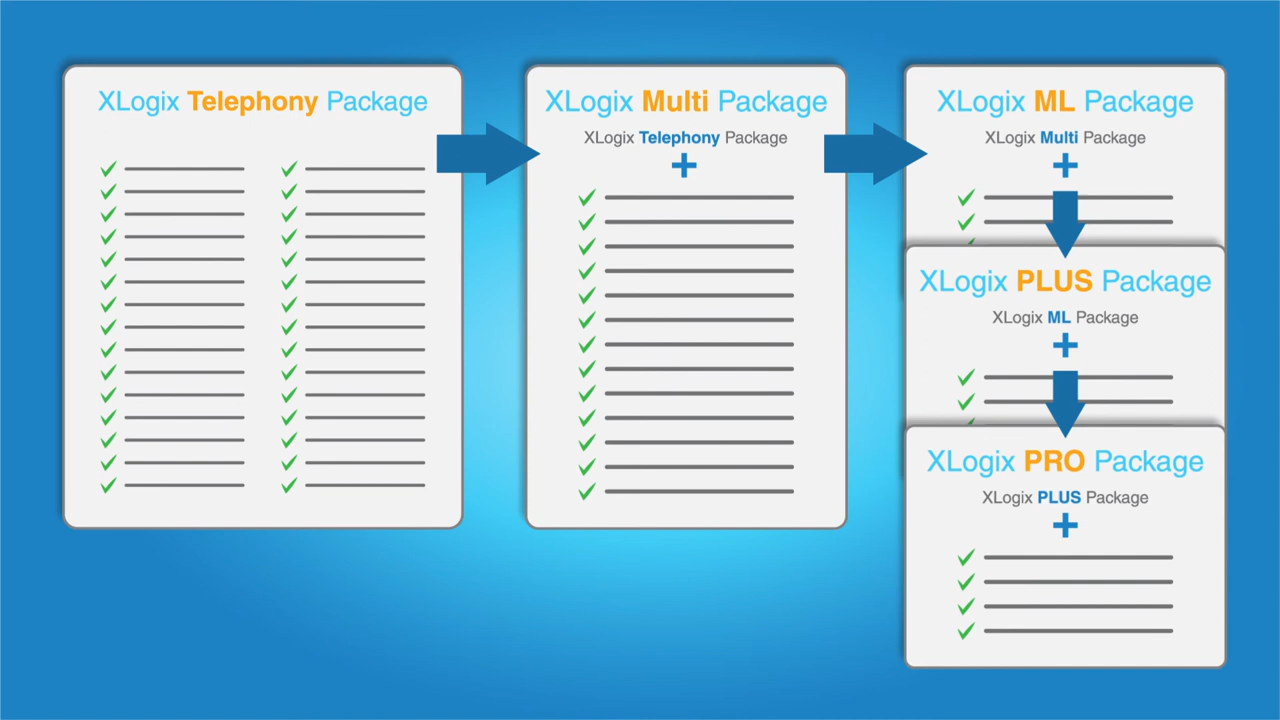 XLogix Telephony Package
XLogix Multi Package
XLogix Telephony Package
+
XLogix ML Package
XLogix Multi Package
+
XLogix PLUS Package
XLogix ML Package
+
XLogix PRO Package
XLogix PLUS Package
+